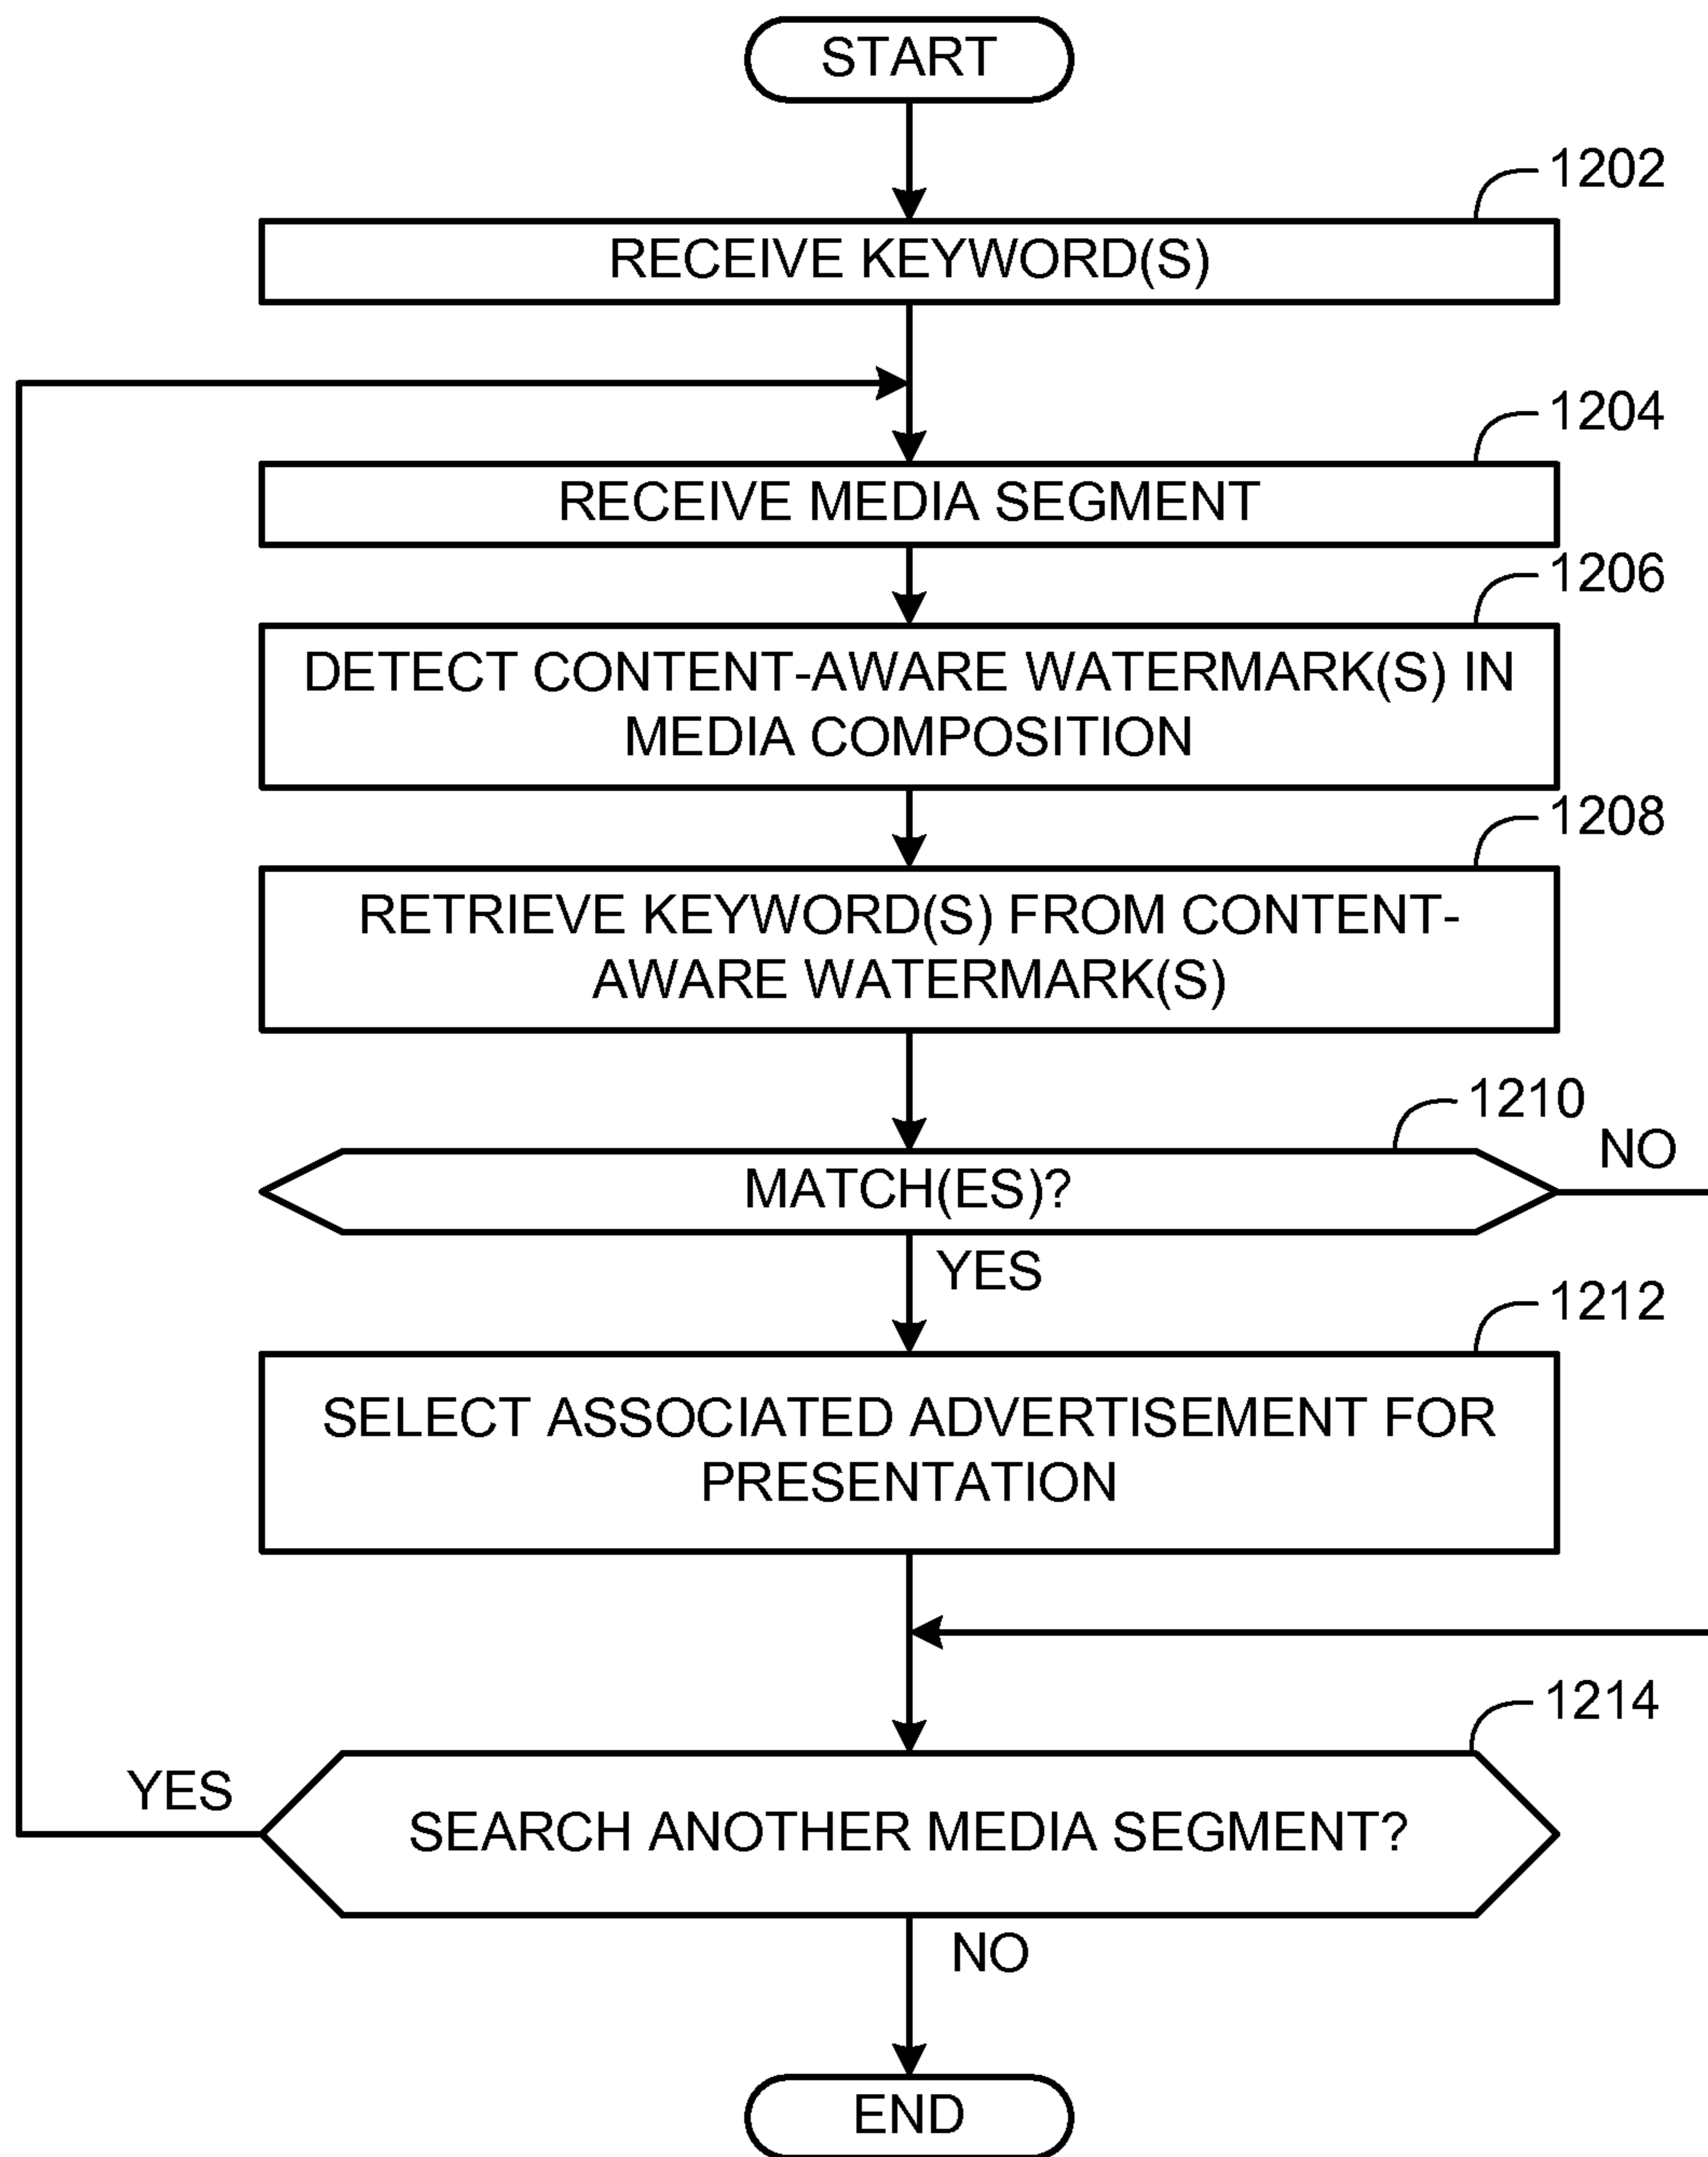 START
1202
RECEIVE KEYWORD(S)
1204
RECEIVE MEDIA SEGMENT
1206
DETECT CONTENT-AWARE WATERMARK(S) IN
MEDIA COMPOSITION
1208
RETRIEVE KEYWORD(S) FROM CONTENT-
AWARE WATERMARK(S)
1210
NO
MATCH(ES)?
YES
1212
SELECT ASSOCIATED ADVERTISEMENT FOR
PRESENTATION
1214
YES
SEARCH ANOTHER MEDIA SEGMENT?
NO
END